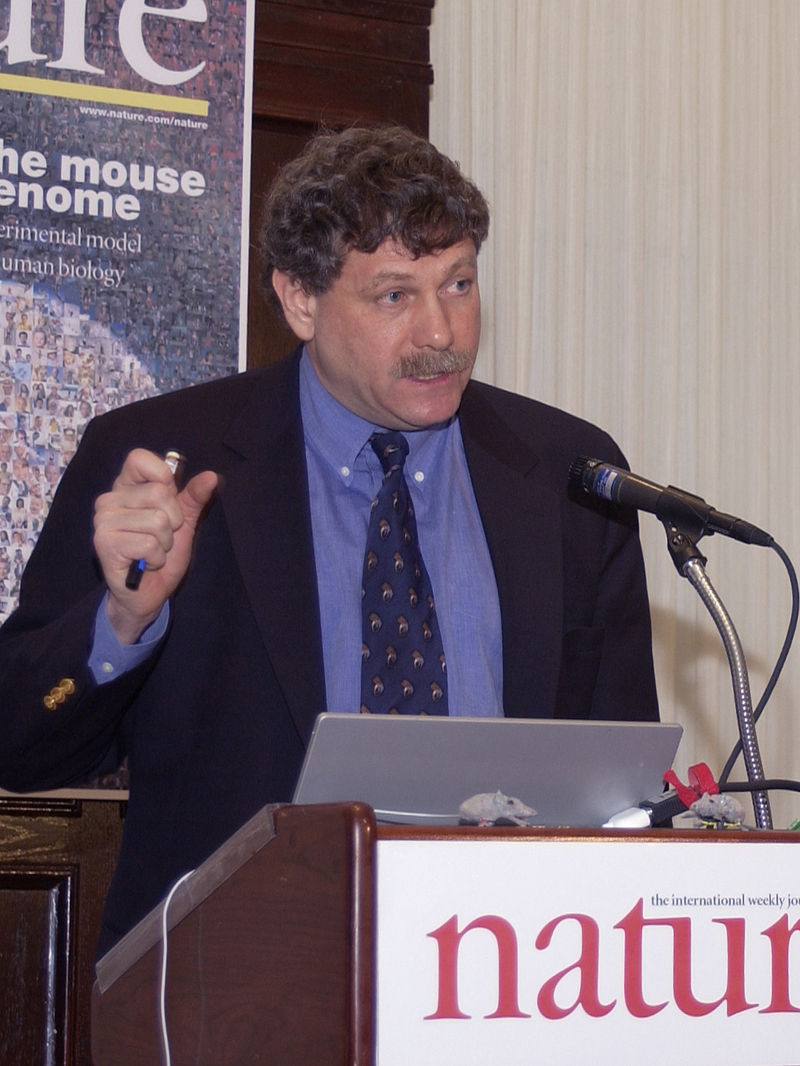 ure
www.nature.com/nature
he mouse
enome
erimental model
uman biology
the international weekly jou
natur